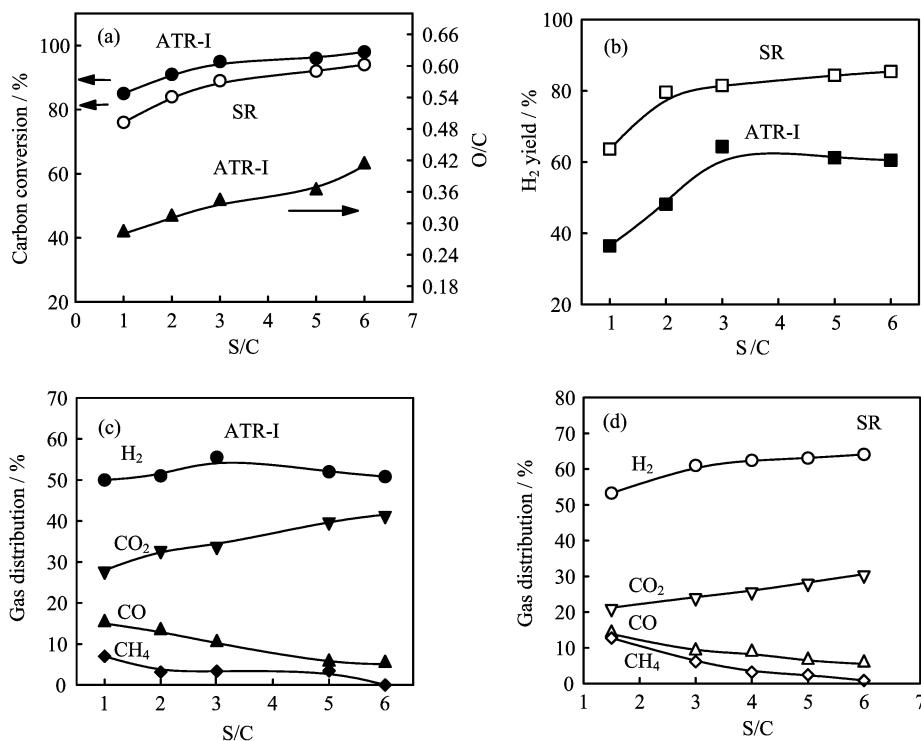 (a)
ATR-I
SR
ATR-I
Carbon conversion / %
100
80
60
40
20
0.66
0.60
0.54
0.48
0.42
0.36
0.30
0.24
0.18
O/C
0 1 2 3 4 5 6 7
S/C
(b)
SR
ATR-I
H₂ yield / %
100
80
60
40
20
1 2 3 4 5 6
S/C
(c)
ATR-I
H₂
CO₂
CO
CH₄
Gas distribution / %
70
60
50
40
30
20
10
0
1 2 3 4 5 6
S/C
(d)
SR
H₂
CO₂
CO
CH₄
Gas distribution / %
80
70
60
50
40
30
20
10
0
1 2 3 4 5 6 7
S/C